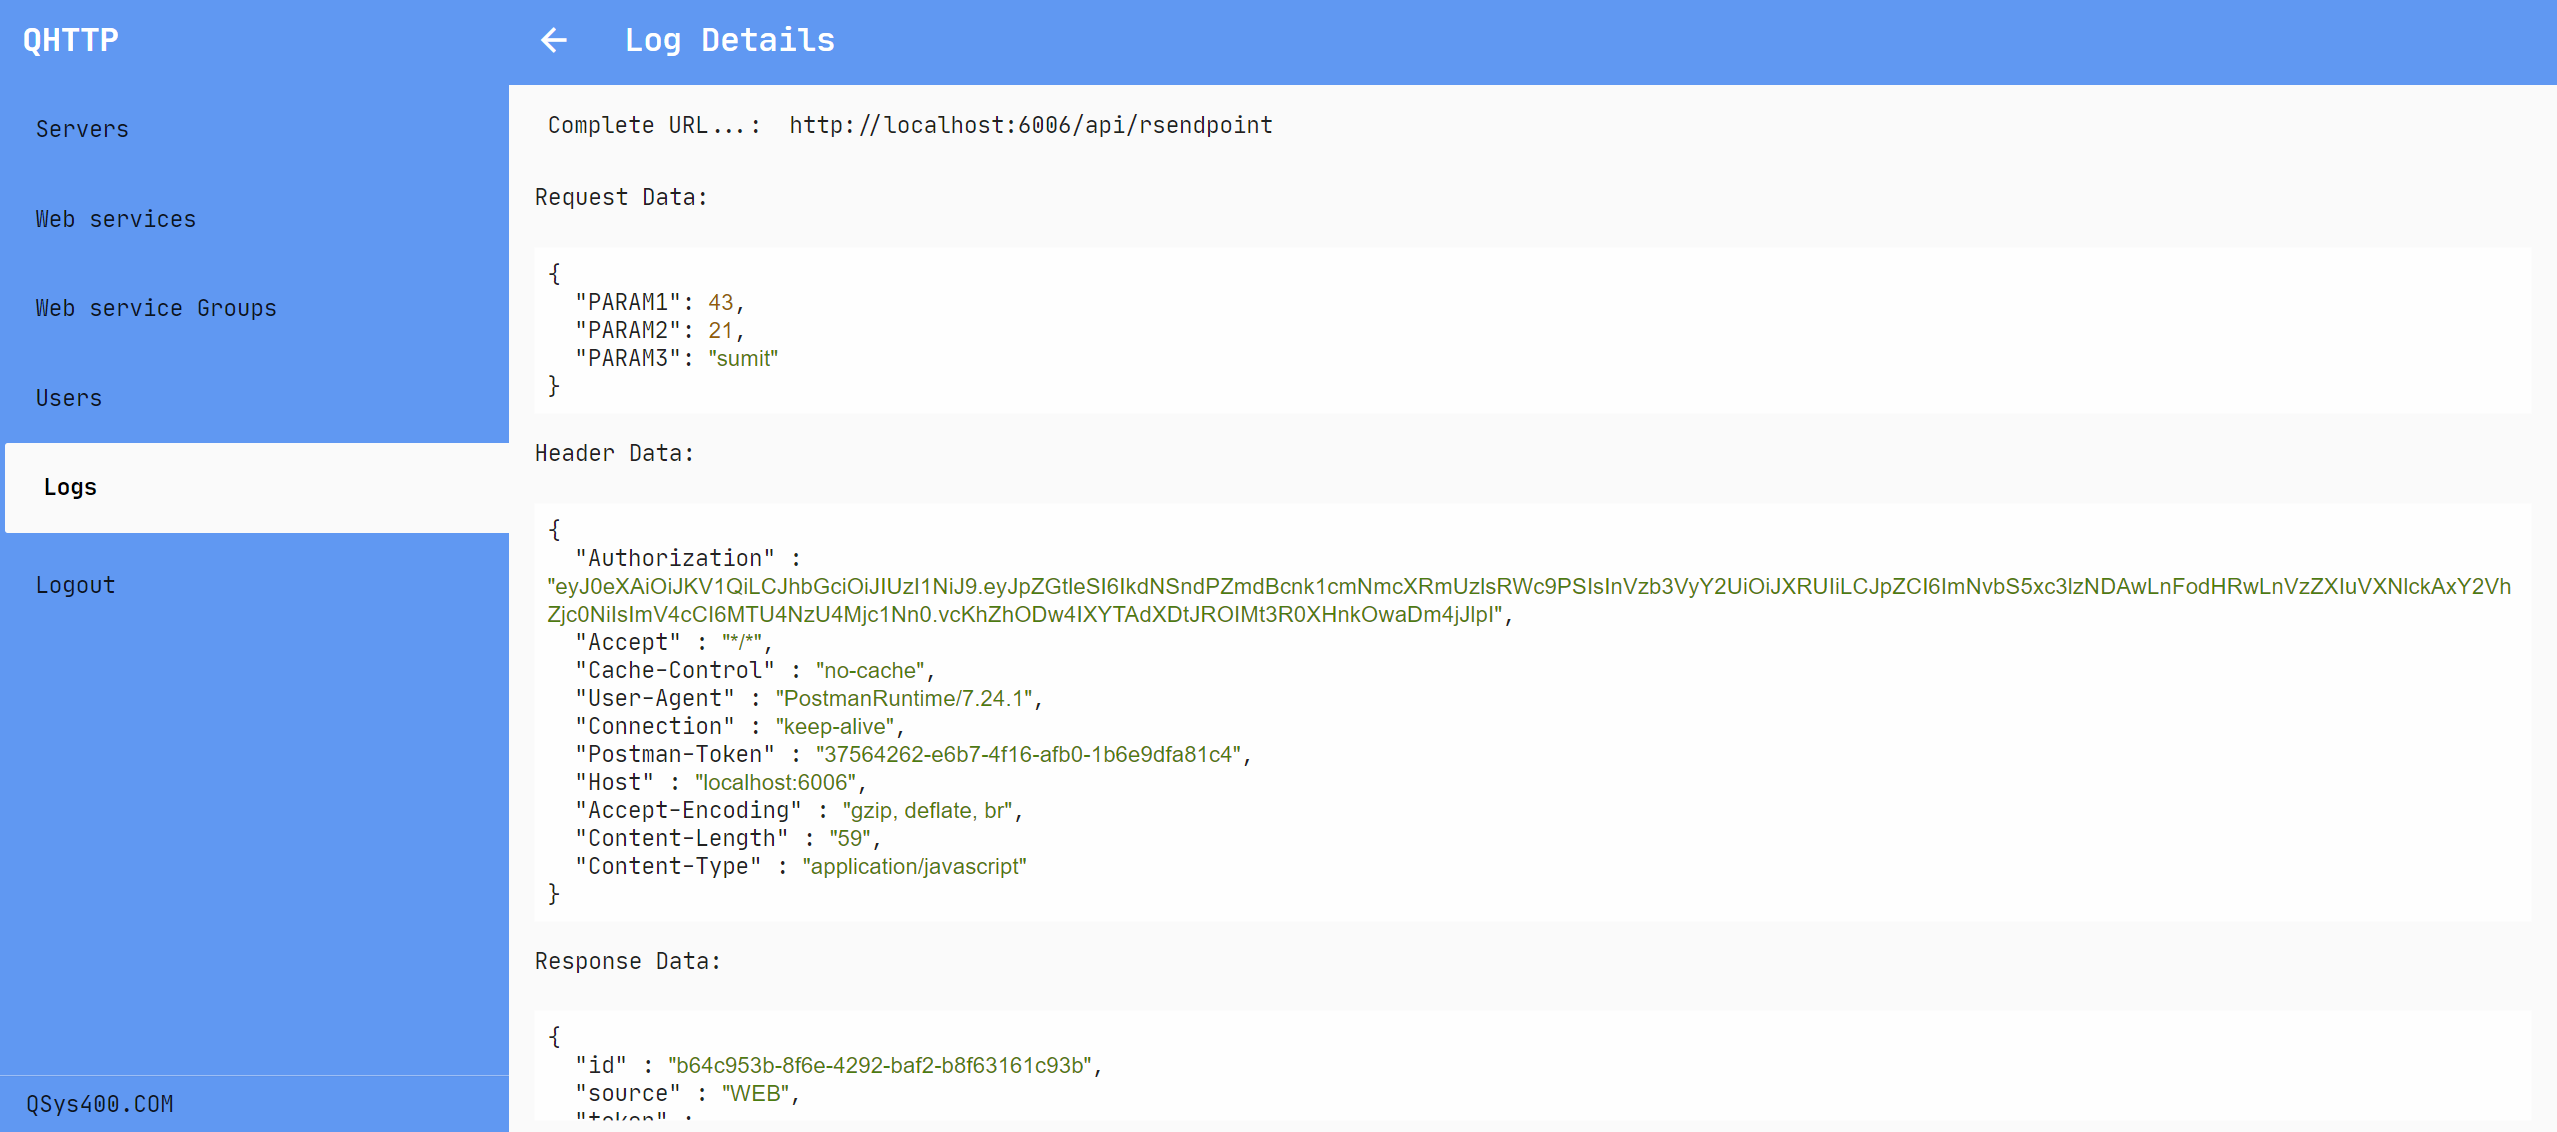 QHTTP
Servers
Web services
Web service Groups
Users
Logs
Logout
QSys400.COM
← Log Details
Complete URL...: http://localhost:6006/api/rsendpoint
Request Data:
{
"PARAM1": 43,
"PARAM2": 21,
"PARAM3": "sumit"
}
Header Data:
{
"Authorization" :
"eyJ0eXAiOiJKV1QiLCJhbGciOiJIUzI1NiJ9.eyJpZGtleSI6IkdNSndPZmdBcnk1cmNmcXRmUzlsRWc9PSIsInVzb3VyY2UiOiJXRUIiLCJpZCI6ImNvbS5xc3lzNDAwLnFodHRwLnVzZXIuVXNlckAxY2Vh
Zjc0NiIsImV4cCI6MTU4NzU4Mjc1Nn0.vcKhZhODw4IXYTAdXDtJROIMt3R0XHnkOwaDm4jJlpI",
"Accept" : "*/*",
"Cache-Control" : "no-cache",
"User-Agent" : "PostmanRuntime/7.24.1",
"Connection" : "keep-alive",
"Postman-Token" : "37564262-e6b7-4f16-afb0-1b6e9dfa81c4",
"Host" : "localhost:6006",
"Accept-Encoding" : "gzip, deflate, br",
"Content-Length" : "59",
"Content-Type" : "application/javascript"
}
Response Data:
{
"id" : "b64c953b-8f6e-4292-baf2-b8f63161c93b",
"source" : "WEB",
"token" :